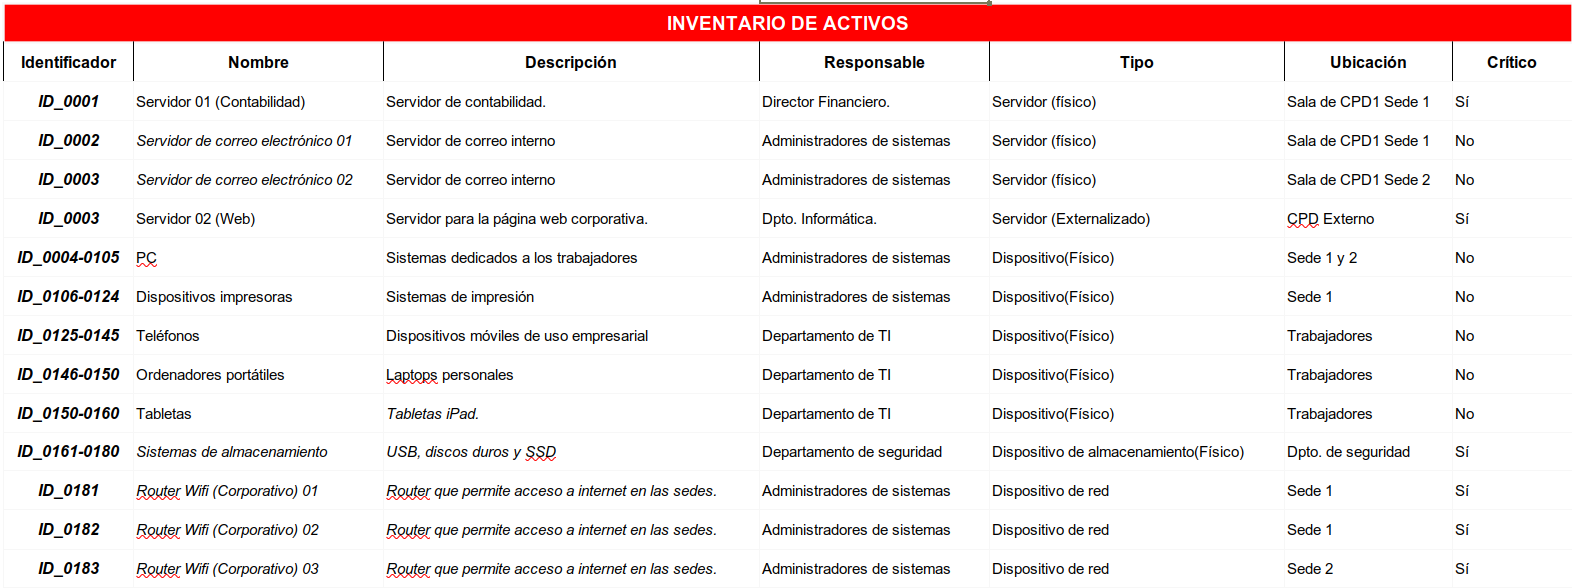 INVENTARIO DE ACTIVOS
Identificador Nombre Descripción Responsable Tipo Ubicación Crítico
ID_0001 Servidor 01 (Contabilidad) Servidor de contabilidad. Director Financiero. Servidor (físico) Sala de CPD1 Sede 1 Sí
ID_0002 Servidor de correo electrónico 01 Servidor de correo interno Administradores de sistemas Servidor (físico) Sala de CPD1 Sede 1 No
ID_0003 Servidor de correo electrónico 02 Servidor de correo interno Administradores de sistemas Servidor (físico) Sala de CPD1 Sede 2 No
ID_0003 Servidor 02 (Web) Servidor para la página web corporativa. Dpto. Informática. Servidor (Externalizado) CPD Externo Sí
ID_0004-0105 PC Sistemas dedicados a los trabajadores Administradores de sistemas Dispositivo(Físico) Sede 1 y 2 No
ID_0106-0124 Dispositivos impresoras Sistemas de impresión Administradores de sistemas Dispositivo(Físico) Sede 1 No
ID_0125-0145 Teléfonos Dispositivos móviles de uso empresarial Departamento de TI Dispositivo(Físico) Trabajadores No
ID_0146-0150 Ordenadores portátiles Laptops personales Departamento de TI Dispositivo(Físico) Trabajadores No
ID_0150-0160 Tabletas Tabletas iPad. Departamento de TI Dispositivo(Físico) Trabajadores No
ID_0161-0180 Sistemas de almacenamiento USB, discos duros y SSD Departamento de seguridad Dispositivo de almacenamiento(Físico) Dpto. de seguridad Sí
ID_0181 Router Wifi (Corporativo) 01 Router que permite acceso a internet en las sedes. Administradores de sistemas Dispositivo de red Sede 1 Sí
ID_0182 Router Wifi (Corporativo) 02 Router que permite acceso a internet en las sedes. Administradores de sistemas Dispositivo de red Sede 1 Sí
ID_0183 Router Wifi (Corporativo) 03 Router que permite acceso a internet en las sedes. Administradores de sistemas Dispositivo de red Sede 2 Sí